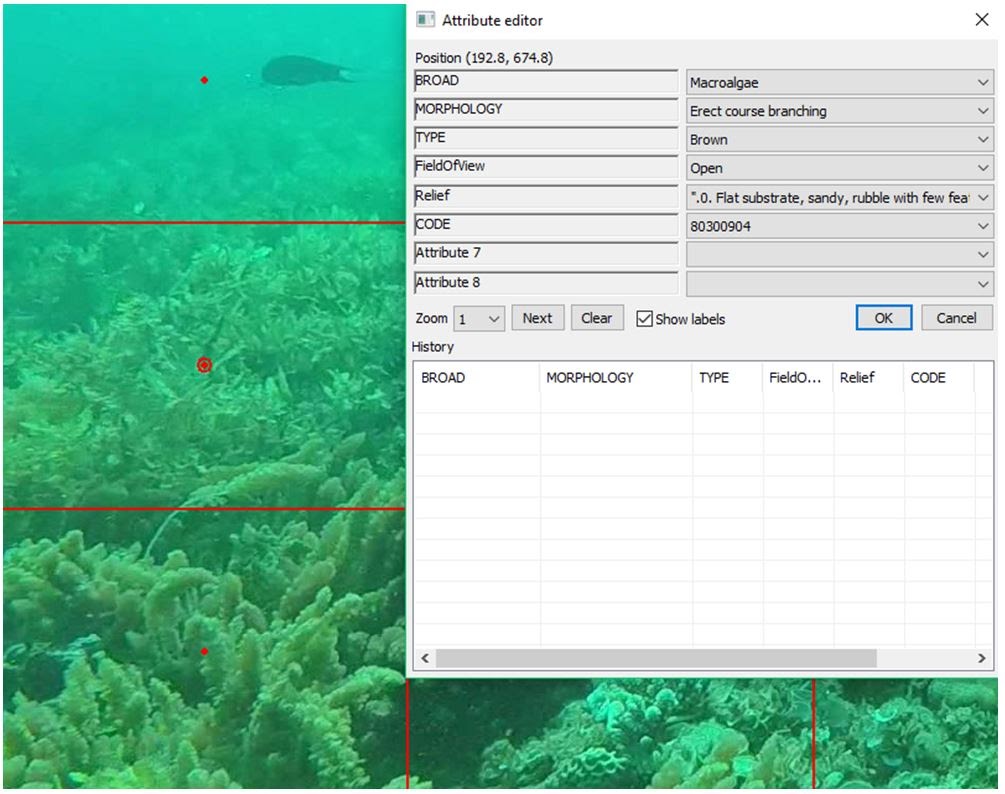 Attribute editor
Position (192.8, 674.8)
BROAD Macroalgae
MORPHOLOGY Erect course branching
TYPE Brown
FieldOfView Open
Relief ".0. Flat substrate, sandy, rubble with few fea
CODE 80300904
Attribute 7
Attribute 8
Zoom 1 Next Clear Show labels OK Cancel
History
BROAD MORPHOLOGY TYPE FieldO... Relief CODE